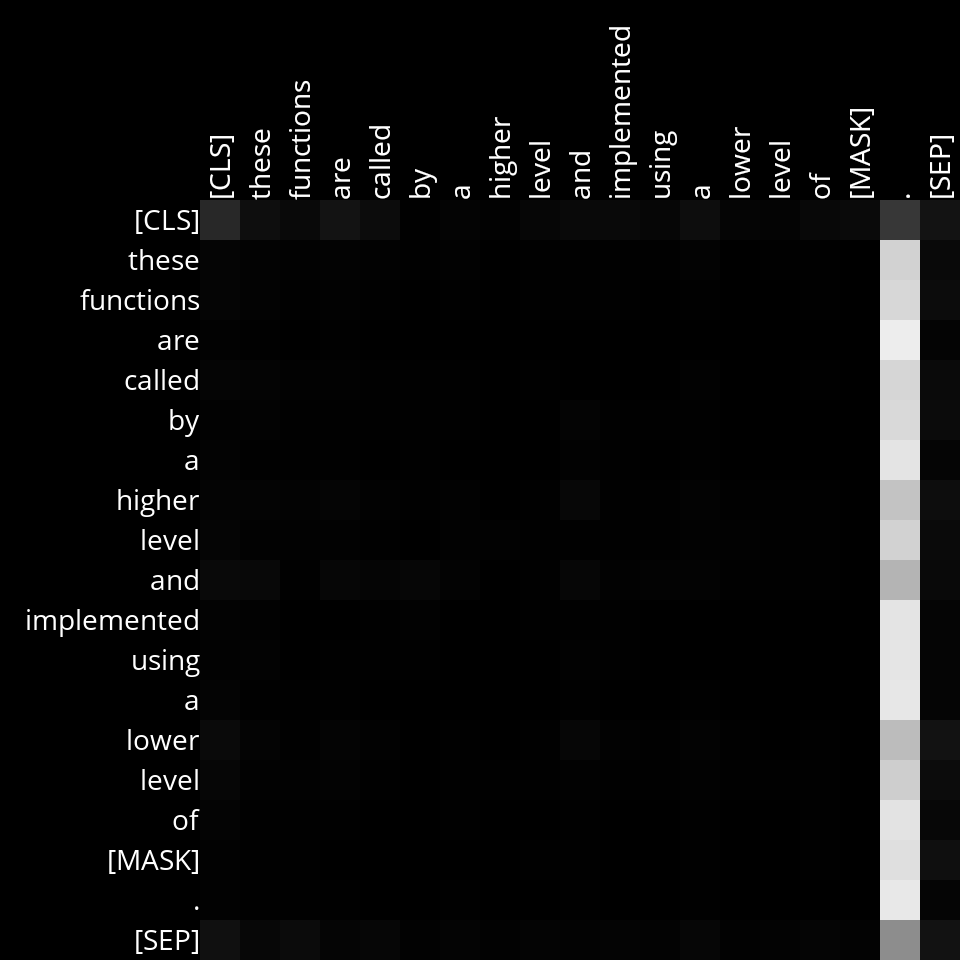 [CLS] these functions are called by a higher level and implemented using a lower level of [MASK] . [SEP]
[CLS]
these
functions
are
called
by
a
higher
level
and
implemented
using
a
lower
level
of
[MASK]
.
[SEP]